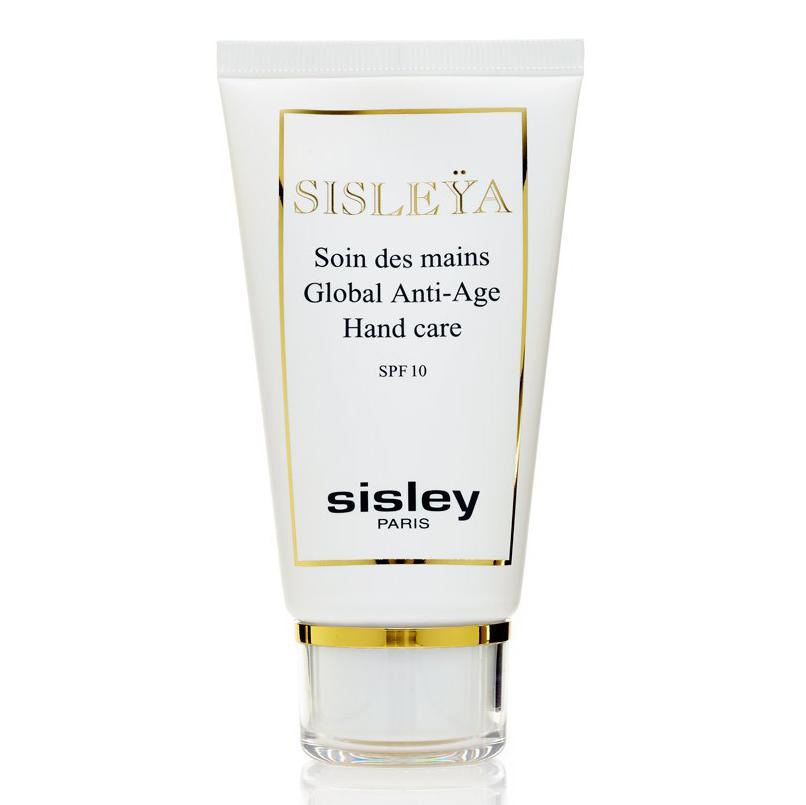 SISLEŸA
Soin des mains
Global Anti-Age
Hand care
SPF 10
sisley
PARIS